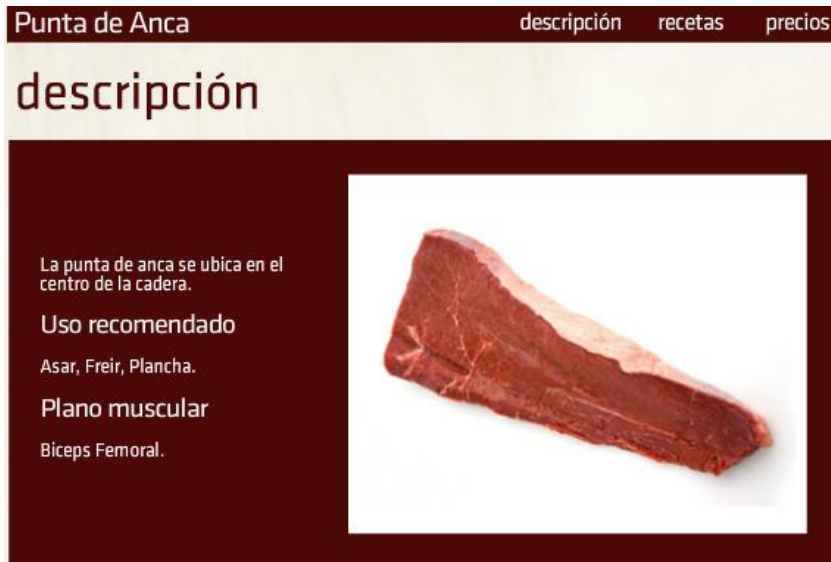 Punta de Anca
descripción recetas precios
descripción
La punta de anca se ubica en el
centro de la cadera.
Uso recomendado
Asar, Freir, Plancha.
Plano muscular
Biceps Femoral.